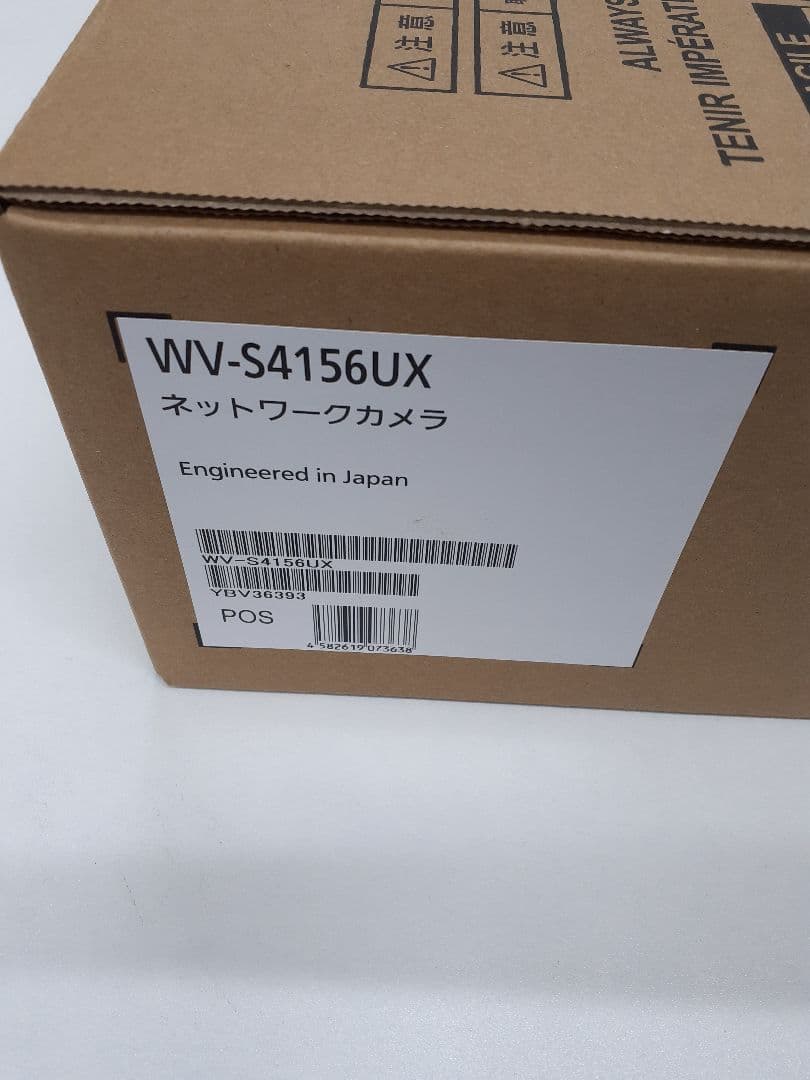 注意
注意
ALWAYS
TENIR
WV-S4156UX
ネットワークカメラ
Engineered in Japan
WV-S4156UX
YBV36393
POS
4 582619 073638